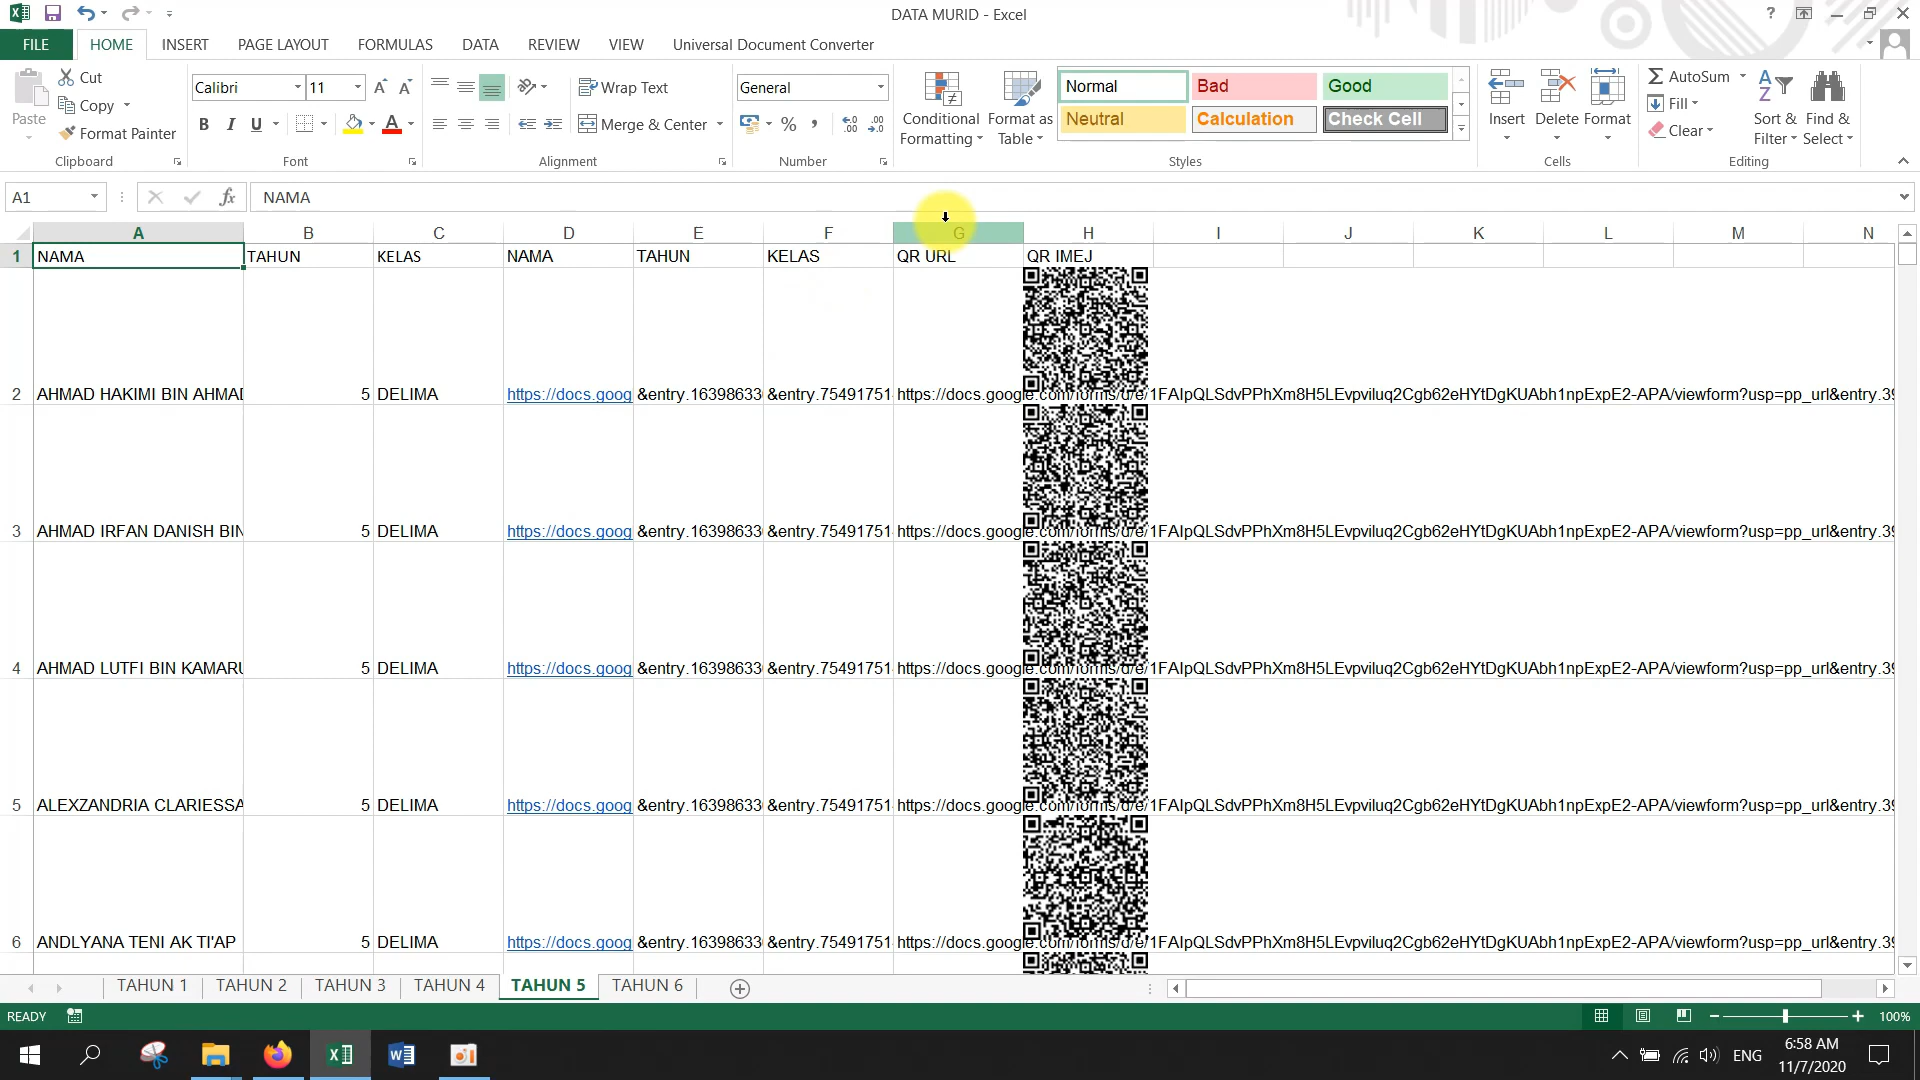 DATA MURID - Excel
?
FILE HOME INSERT PAGE LAYOUT FORMULAS DATA REVIEW VIEW Universal Document Converter
Paste
Cut
Copy
Format Painter
Clipboard
Calibri 11
B I U
Font
Wrap Text
Merge & Center
Alignment
General
%
Number
Conditional Formatting
Format as Table
Normal Bad Good
Neutral Calculation Check Cell
Styles
Insert Delete Format
Cells
AutoSum
Fill
Clear
Sort & Filter
Find & Select
Editing
A1 fx NAMA
A B C D E F G H I J K L M N
1 NAMA TAHUN KELAS NAMA TAHUN KELAS QR URL QR IMEJ
2 AHMAD HAKIMI BIN AHMAD 5 DELIMA https://docs.goog &entry.16398633 &entry.75491751 https://docs.google.com/forms/d/e/1FAIpQLSdvPPhXm8H5LEvpviluq2Cgb62eHYtDgKUAbh1npExpE2-APA/viewform?usp=pp_url&entry.39
3 AHMAD IRFAN DANISH BIN 5 DELIMA https://docs.goog &entry.16398633 &entry.75491751 https://docs.google.com/forms/d/e/1FAIpQLSdvPPhXm8H5LEvpviluq2Cgb62eHYtDgKUAbh1npExpE2-APA/viewform?usp=pp_url&entry.39
4 AHMAD LUTFI BIN KAMARU 5 DELIMA https://docs.goog &entry.16398633 &entry.75491751 https://docs.google.com/forms/d/e/1FAIpQLSdvPPhXm8H5LEvpviluq2Cgb62eHYtDgKUAbh1npExpE2-APA/viewform?usp=pp_url&entry.39
5 ALEXZANDRIA CLARIESSA 5 DELIMA https://docs.goog &entry.16398633 &entry.75491751 https://docs.google.com/forms/d/e/1FAIpQLSdvPPhXm8H5LEvpviluq2Cgb62eHYtDgKUAbh1npExpE2-APA/viewform?usp=pp_url&entry.39
6 ANDLYANA TENI AK TI'AP 5 DELIMA https://docs.goog &entry.16398633 &entry.75491751 https://docs.google.com/forms/d/e/1FAIpQLSdvPPhXm8H5LEvpviluq2Cgb62eHYtDgKUAbh1npExpE2-APA/viewform?usp=pp_url&entry.39
TAHUN 1 TAHUN 2 TAHUN 3 TAHUN 4 TAHUN 5 TAHUN 6
READY 100%
ENG 6:58 AM
11/7/2020